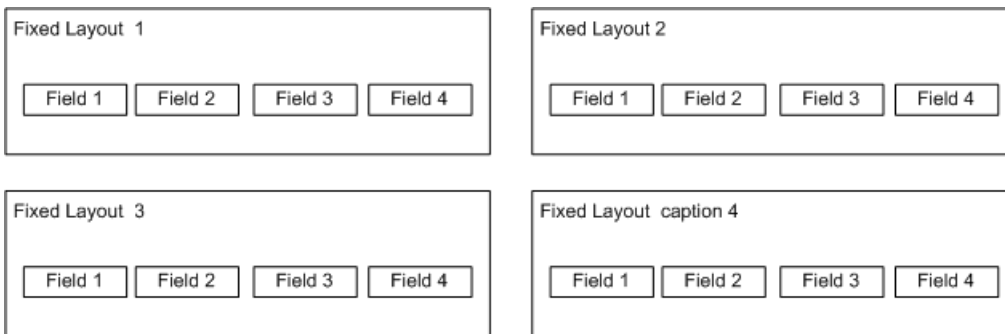 Fixed Layout 1
Field 1 Field 2 Field 3 Field 4
Fixed Layout 2
Field 1 Field 2 Field 3 Field 4
Fixed Layout 3
Field 1 Field 2 Field 3 Field 4
Fixed Layout caption 4
Field 1 Field 2 Field 3 Field 4